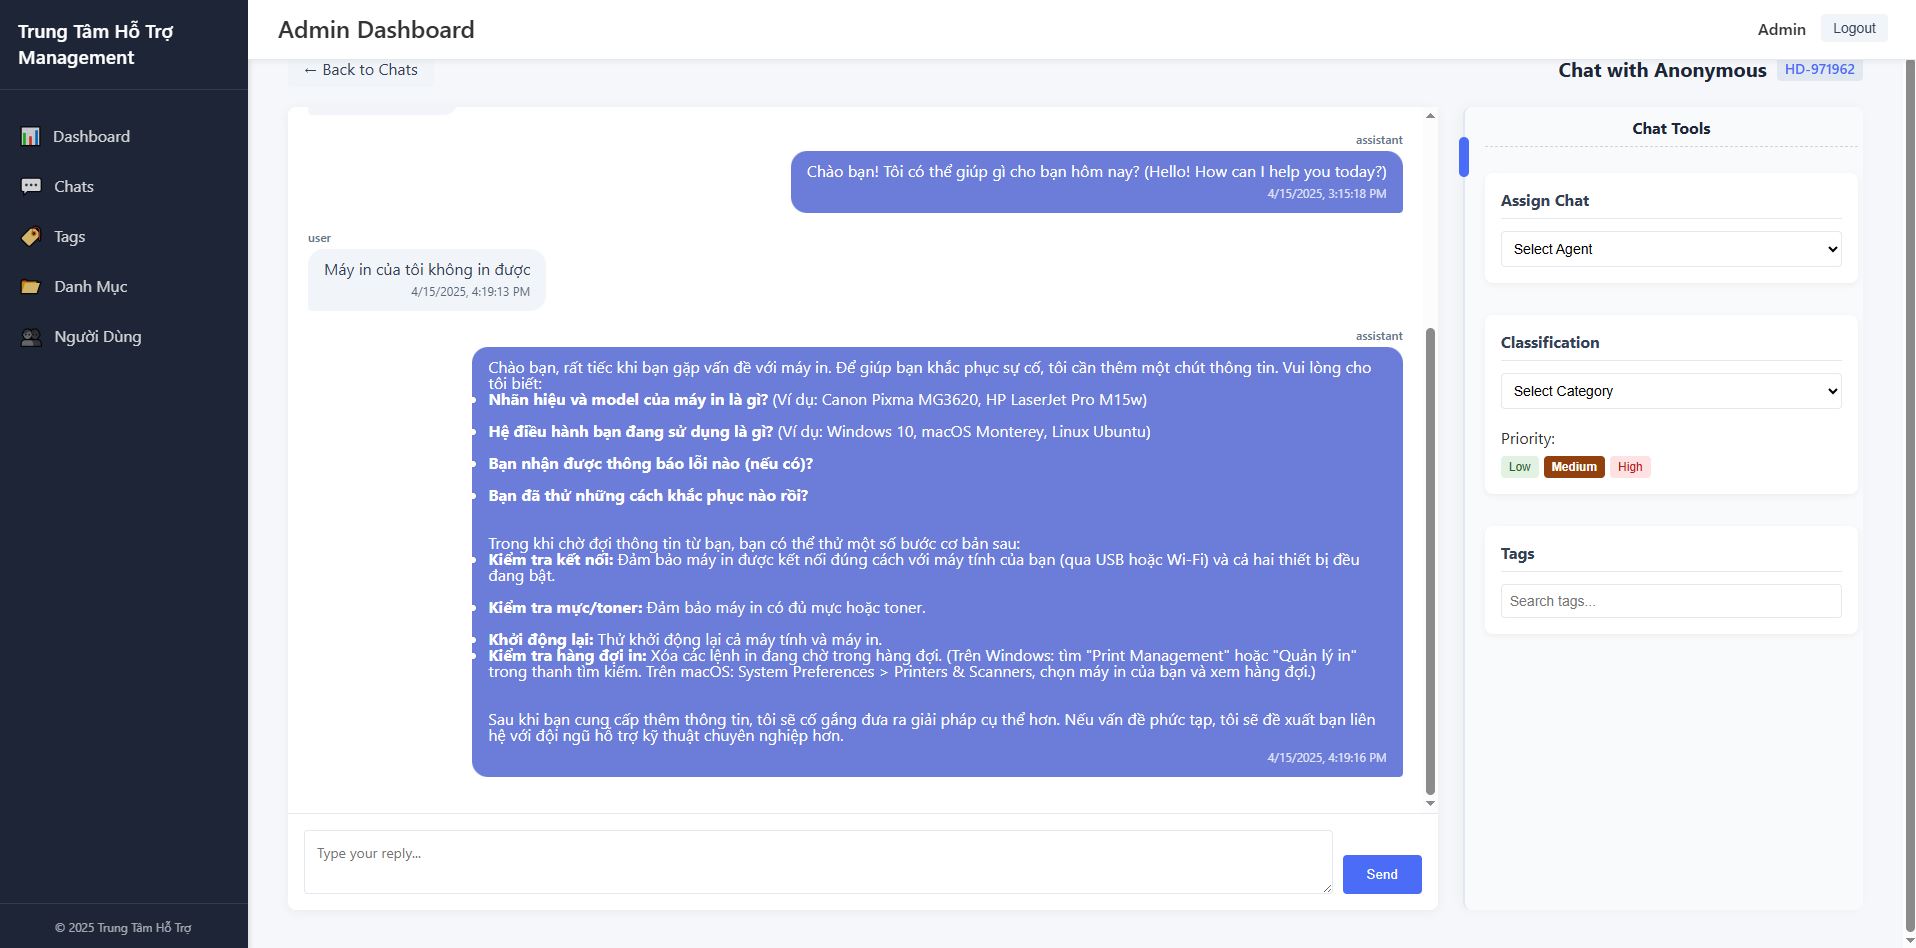 Trung Tâm Hỗ Trợ
Management
Dashboard
Chats
Tags
Danh Mục
Người Dùng
© 2025 Trung Tâm Hỗ Trợ
Admin Dashboard
Admin
Logout
← Back to Chats
Chat with Anonymous
HD-971962
assistant
Chào bạn! Tôi có thể giúp gì cho bạn hôm nay? (Hello! How can I help you today?)
4/15/2025, 3:15:18 PM
user
Máy in của tôi không in được
4/15/2025, 4:19:13 PM
assistant
Chào bạn, rất tiếc khi bạn gặp vấn đề với máy in. Để giúp bạn khắc phục sự cố, tôi cần thêm một chút thông tin. Vui lòng cho
tôi biết:
Nhãn hiệu và model của máy in là gì? (Ví dụ: Canon Pixma MG3620, HP LaserJet Pro M15w)
Hệ điều hành bạn đang sử dụng là gì? (Ví dụ: Windows 10, macOS Monterey, Linux Ubuntu)
Bạn nhận được thông báo lỗi nào (nếu có)?
Bạn đã thử những cách khắc phục nào rồi?
Trong khi chờ đợi thông tin từ bạn, bạn có thể thử một số bước cơ bản sau:
Kiểm tra kết nối: Đảm bảo máy in được kết nối đúng cách với máy tính của bạn (qua USB hoặc Wi-Fi) và cả hai thiết bị đều
đang bật.
Kiểm tra mực/toner: Đảm bảo máy in có đủ mực hoặc toner.
Khởi động lại: Thử khởi động lại cả máy tính và máy in.
Kiểm tra hàng đợi in: Xóa các lệnh in đang chờ trong hàng đợi. (Trên Windows: tìm "Print Management" hoặc "Quản lý in"
trong thanh tìm kiếm. Trên macOS: System Preferences > Printers & Scanners, chọn máy in của bạn và xem hàng đợi.)
Sau khi bạn cung cấp thêm thông tin, tôi sẽ cố gắng đưa ra giải pháp cụ thể hơn. Nếu vấn đề phức tạp, tôi sẽ đề xuất bạn liên
hệ với đội ngũ hỗ trợ kỹ thuật chuyên nghiệp hơn.
4/15/2025, 4:19:16 PM
Type your reply...
Send
Chat Tools
Assign Chat
Select Agent
Classification
Select Category
Priority:
Low Medium High
Tags
Search tags...